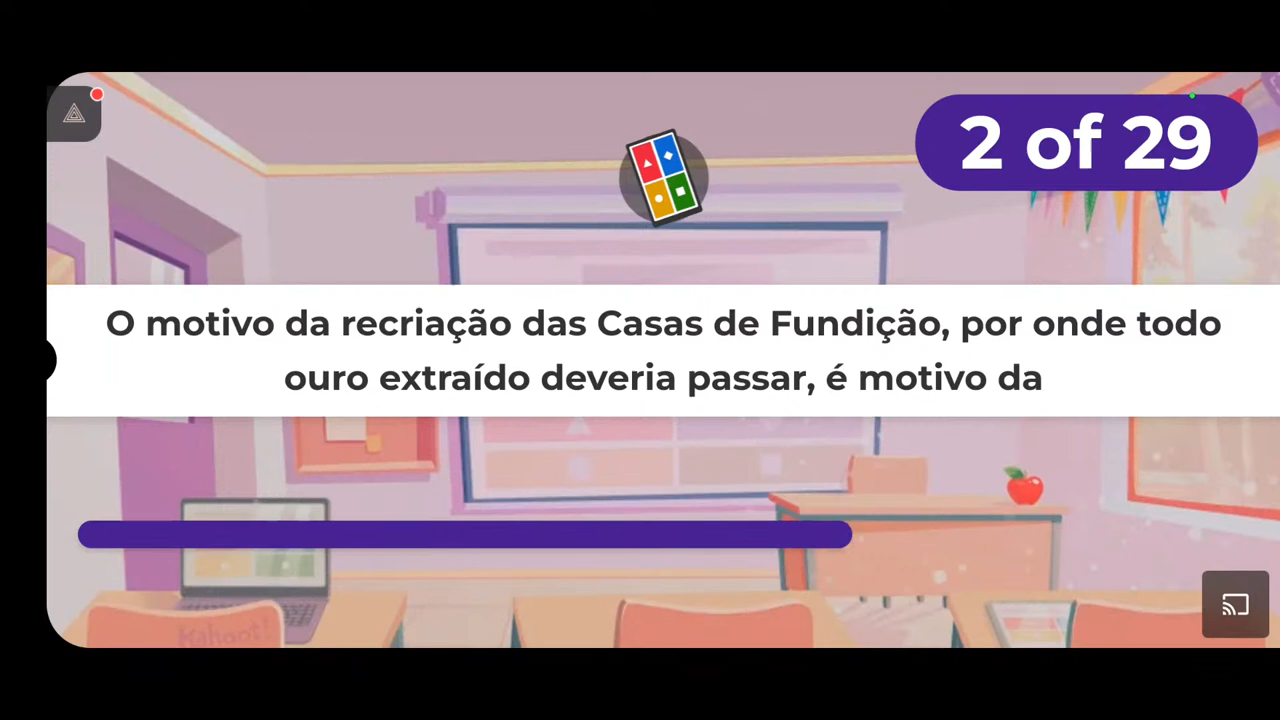 2 of 29
O motivo da recriação das Casas de Fundição, por onde todo
ouro extraído deveria passar, é motivo da
Kahoot!